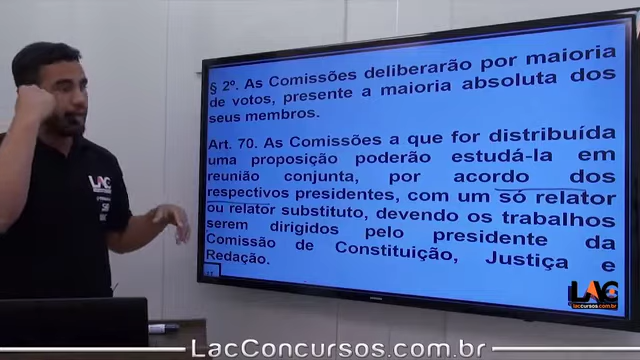 § 2º. As Comissões deliberarão por maioria
de votos, presente a maioria absoluta dos
seus membros.
Art. 70. As Comissões a que for distribuída
uma proposição poderão estudá-la em
reunião conjunta, por acordo dos
respectivos presidentes, com um só relator
ou relator substituto, devendo os trabalhos
serem dirigidos pelo presidente da
Comissão de Constituição, Justiça e
Redação.
LAC
LAC
lacconcursos.com.br
LacConcursos.com.br